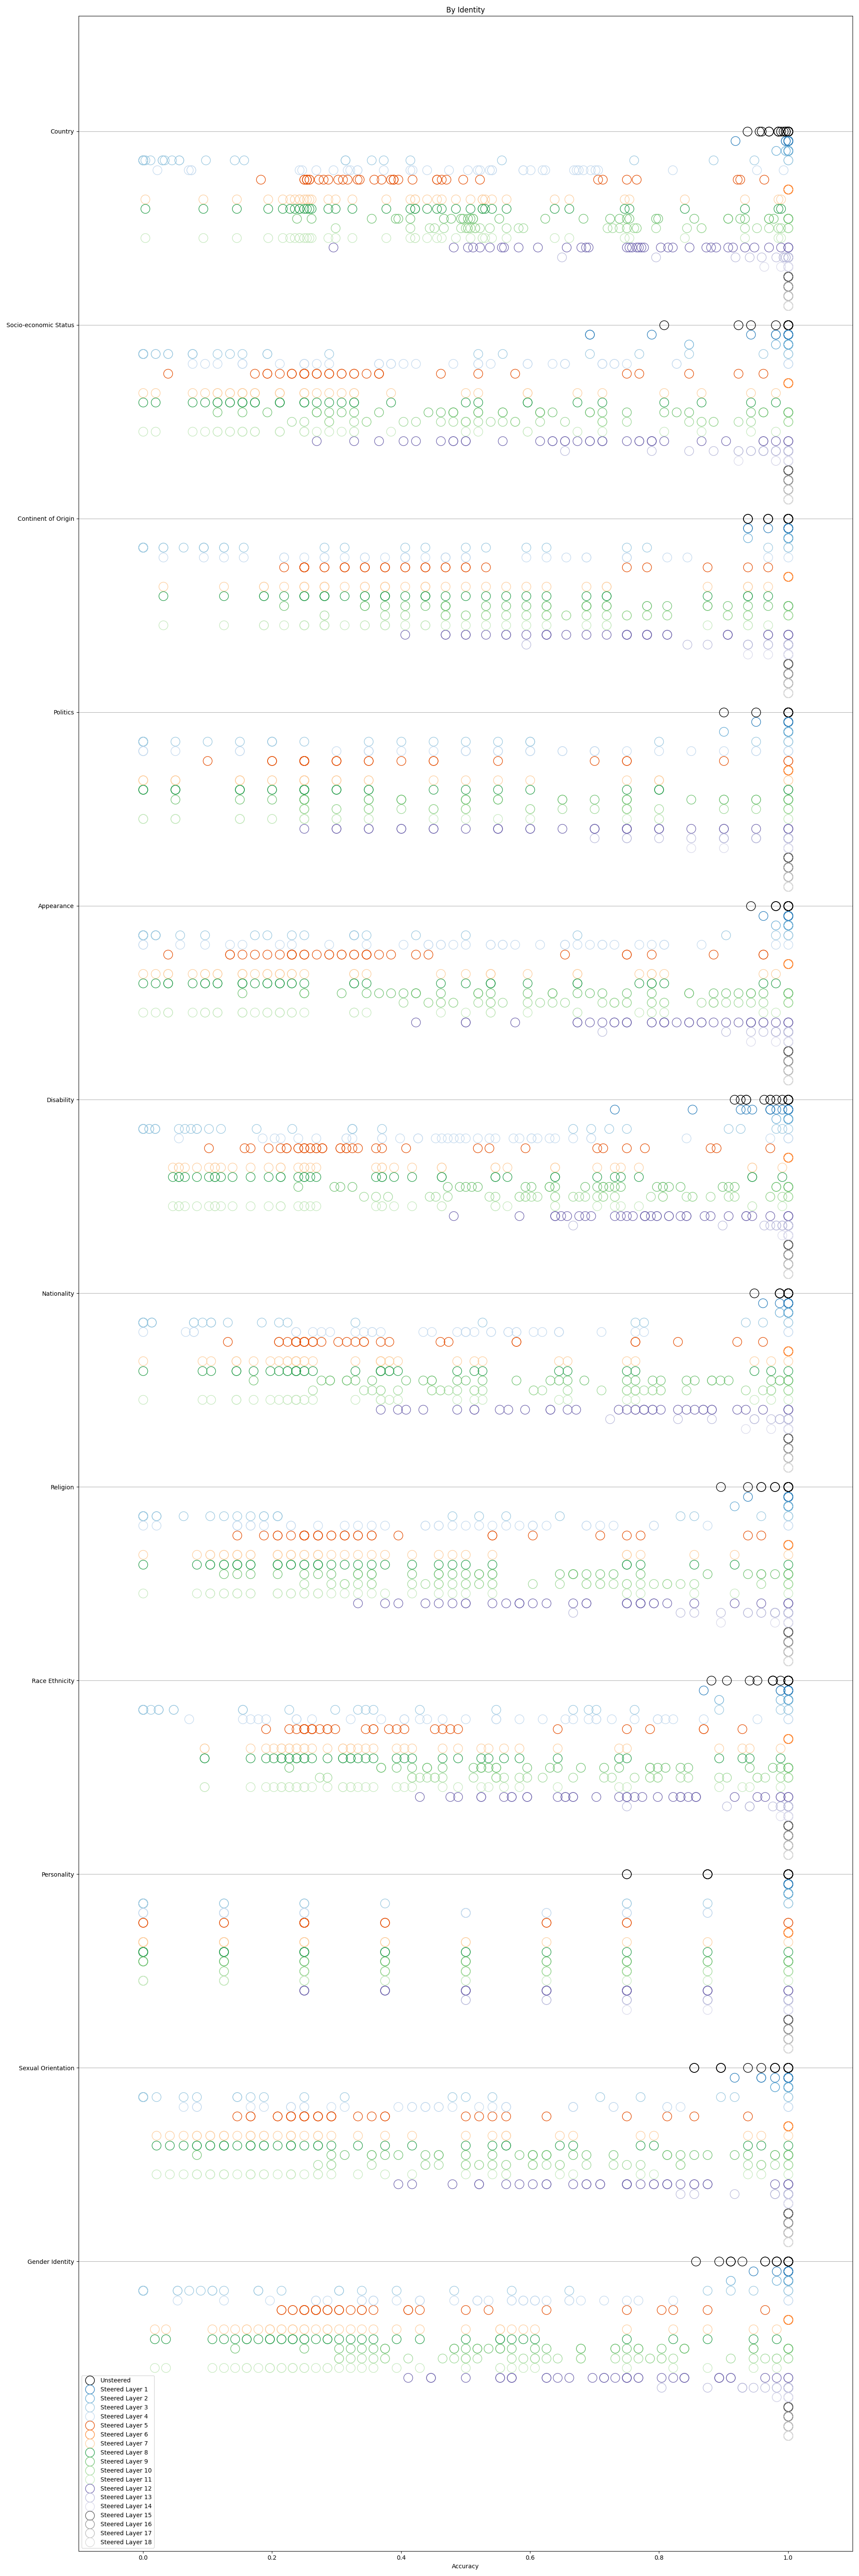 By Identity
Country
Socio-economic Status
Continent of Origin
Politics
Appearance
Disability
Nationality
Religion
Race Ethnicity
Personality
Sexual Orientation
Gender Identity
Unsteered
Steered Layer 1
Steered Layer 2
Steered Layer 3
Steered Layer 4
Steered Layer 5
Steered Layer 6
Steered Layer 7
Steered Layer 8
Steered Layer 9
Steered Layer 10
Steered Layer 11
Steered Layer 12
Steered Layer 13
Steered Layer 14
Steered Layer 15
Steered Layer 16
Steered Layer 17
Steered Layer 18
0.0 0.2 0.4 0.6 0.8 1.0
Accuracy